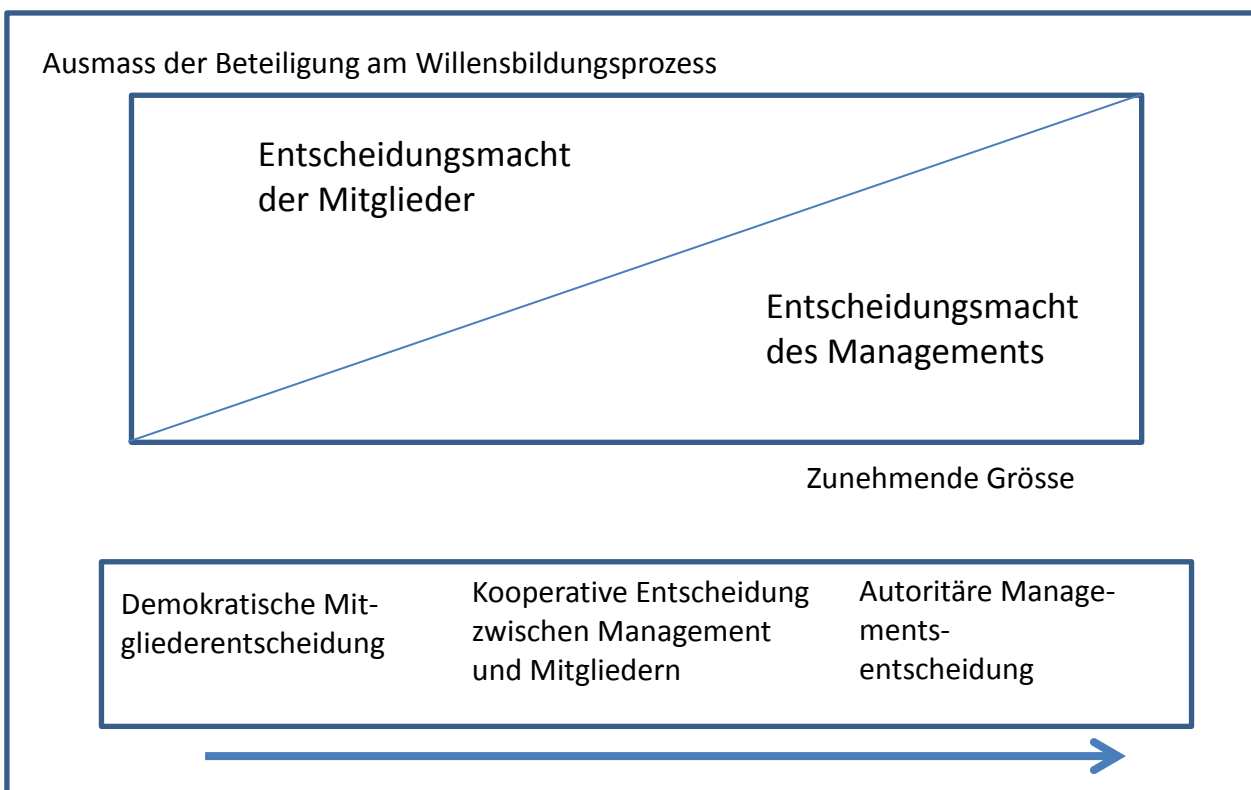 Ausmass der Beteiligung am Willensbildungsprozess
Entscheidungsmacht
der Mitglieder
Entscheidungsmacht
des Managements
Zunehmende Grösse
Demokratische Mit-
gliederentscheidung
Kooperative Entscheidung
zwischen Management
und Mitgliedern
Autoritäre Manage-
ments-
entscheidung